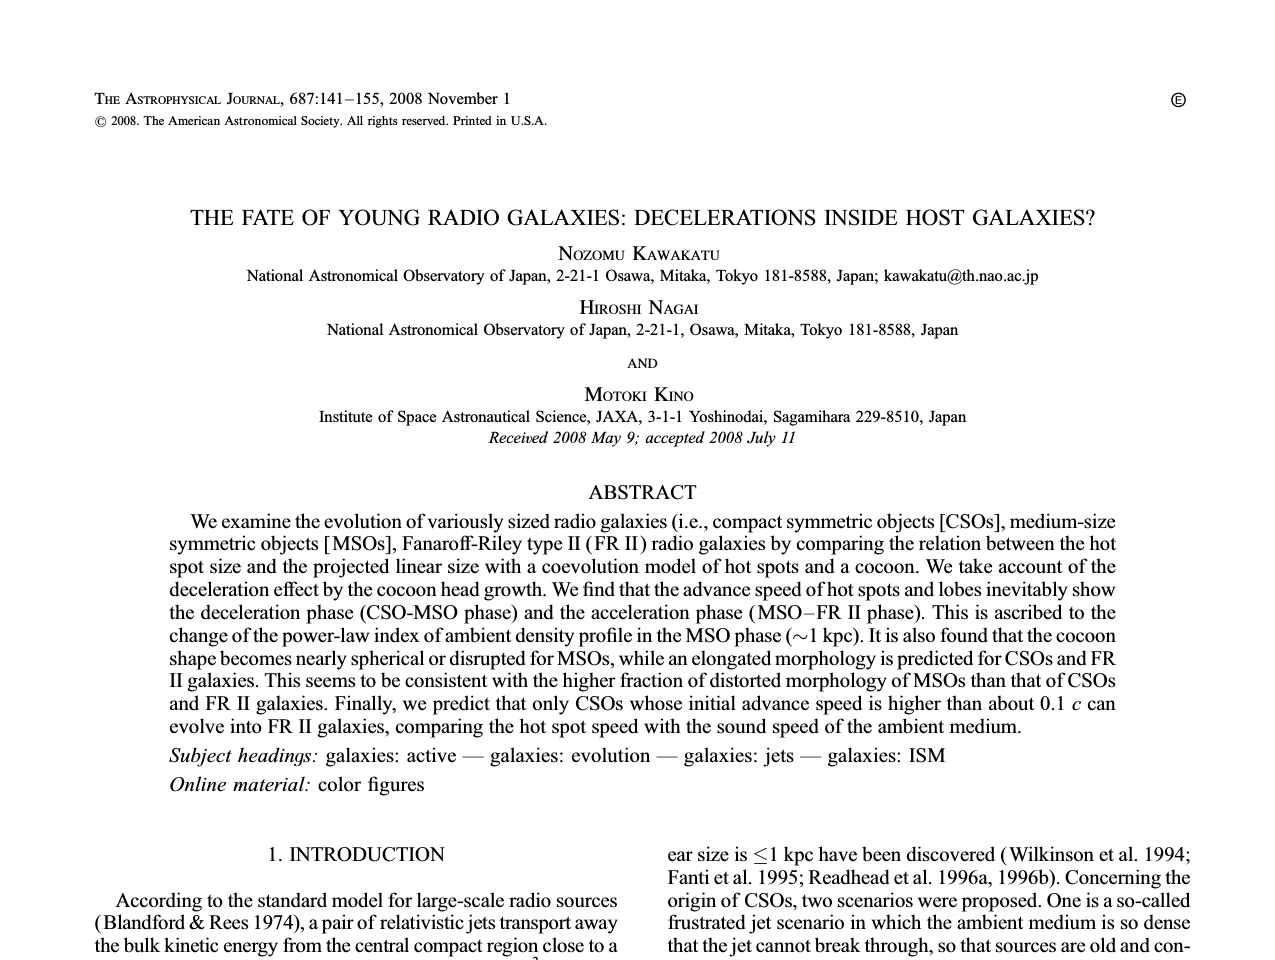 THE ASTROPHYSICAL JOURNAL, 687:141–155, 2008 November 1
Ⓔ
© 2008. The American Astronomical Society. All rights reserved. Printed in U.S.A.
THE FATE OF YOUNG RADIO GALAXIES: DECELERATIONS INSIDE HOST GALAXIES?
NOZOMU KAWAKATU
National Astronomical Observatory of Japan, 2-21-1 Osawa, Mitaka, Tokyo 181-8588, Japan; kawakatu@th.nao.ac.jp
HIROSHI NAGAI
National Astronomical Observatory of Japan, 2-21-1, Osawa, Mitaka, Tokyo 181-8588, Japan
AND
MOTOKI KINO
Institute of Space Astronautical Science, JAXA, 3-1-1 Yoshinodai, Sagamihara 229-8510, Japan
Received 2008 May 9; accepted 2008 July 11
ABSTRACT
We examine the evolution of variously sized radio galaxies (i.e., compact symmetric objects [CSOs], medium-size
symmetric objects [MSOs], Fanaroff-Riley type II (FR II) radio galaxies by comparing the relation between the hot
spot size and the projected linear size with a coevolution model of hot spots and a cocoon. We take account of the
deceleration effect by the cocoon head growth. We find that the advance speed of hot spots and lobes inevitably show
the deceleration phase (CSO-MSO phase) and the acceleration phase (MSO–FR II phase). This is ascribed to the
change of the power-law index of ambient density profile in the MSO phase (∼1 kpc). It is also found that the cocoon
shape becomes nearly spherical or disrupted for MSOs, while an elongated morphology is predicted for CSOs and FR
II galaxies. This seems to be consistent with the higher fraction of distorted morphology of MSOs than that of CSOs
and FR II galaxies. Finally, we predict that only CSOs whose initial advance speed is higher than about 0.1 c can
evolve into FR II galaxies, comparing the hot spot speed with the sound speed of the ambient medium.
Subject headings: galaxies: active — galaxies: evolution — galaxies: jets — galaxies: ISM
Online material: color figures
1. INTRODUCTION
According to the standard model for large-scale radio sources
(Blandford & Rees 1974), a pair of relativistic jets transport away
the bulk kinetic energy from the central compact region close to a
ear size is ≤1 kpc have been discovered (Wilkinson et al. 1994;
Fanti et al. 1995; Readhead et al. 1996a, 1996b). Concerning the
origin of CSOs, two scenarios were proposed. One is a so-called
frustrated jet scenario in which the ambient medium is so dense
that the jet cannot break through, so that sources are old and con-